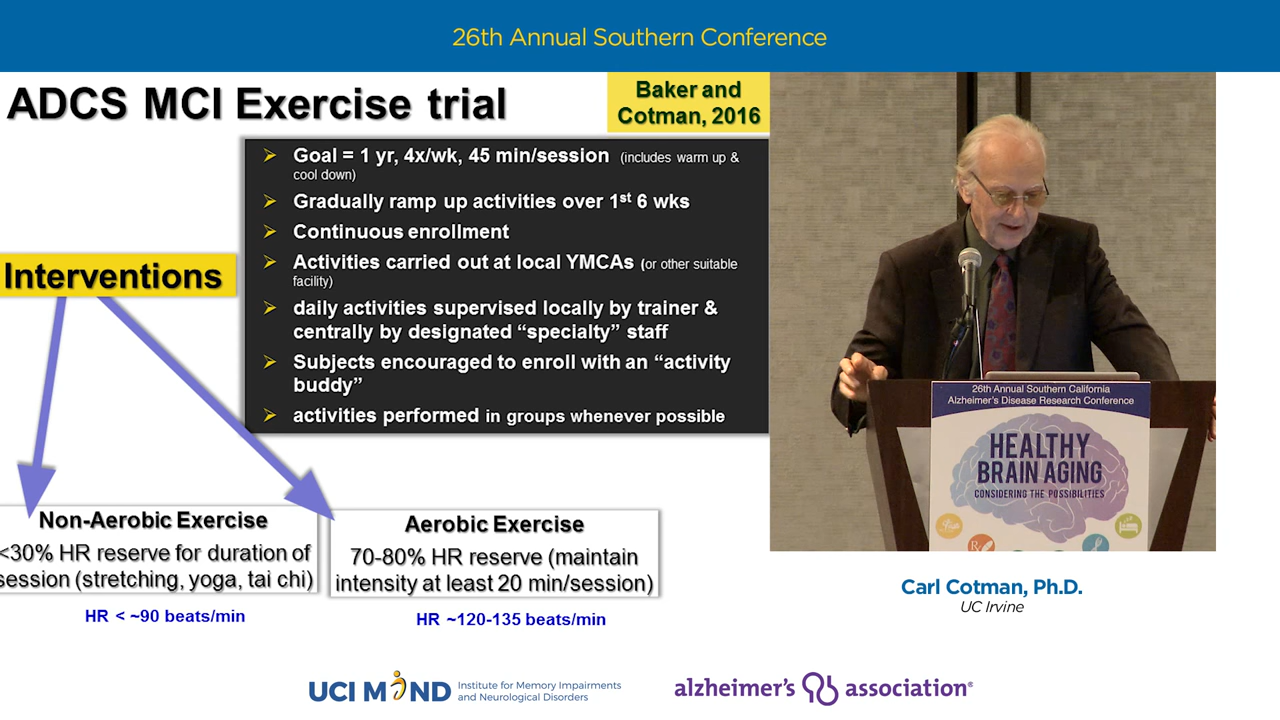 26th Annual Southern Conference
ADCS MCI Exercise trial
Baker and
Cotman, 2016
➢ Goal = 1 yr, 4x/wk, 45 min/session (includes warm up &
cool down)
➢ Gradually ramp up activities over 1st 6 wks
➢ Continuous enrollment
➢ Activities carried out at local YMCAs (or other suitable
facility)
➢ daily activities supervised locally by trainer &
centrally by designated “specialty” staff
➢ Subjects encouraged to enroll with an “activity
buddy”
➢ activities performed in groups whenever possible
Interventions
Non-Aerobic Exercise
<30% HR reserve for duration of
session (stretching, yoga, tai chi)
HR < ~90 beats/min
Aerobic Exercise
70-80% HR reserve (maintain
intensity at least 20 min/session)
HR ~120-135 beats/min
26th Annual Southern California
Alzheimer's Disease Research Conference
HEALTHY
BRAIN AGING
CONSIDERING THE POSSIBILITIES
Carl Cotman, Ph.D.
UC Irvine
UCI MIND
Institute for Memory Impairments
and Neurological Disorders
alzheimer's association®